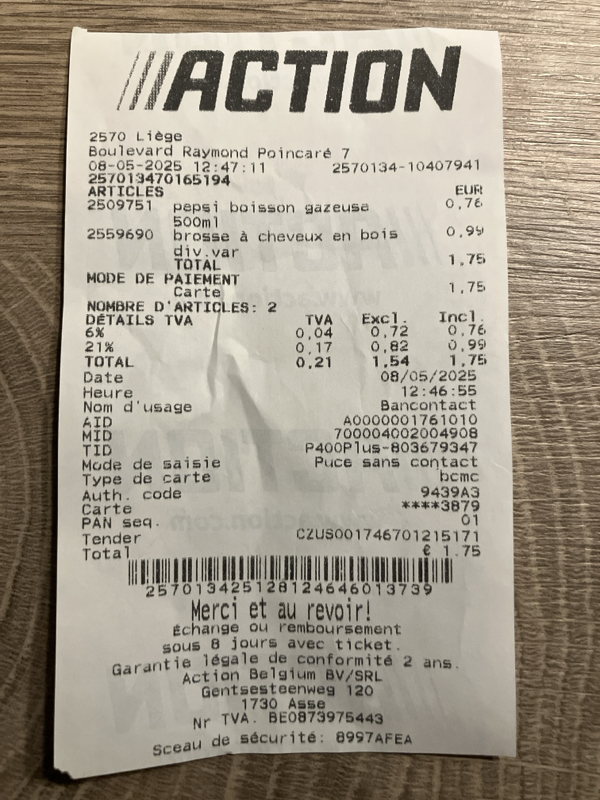 ACTION
2570 Liège
Boulevard Raymond Poincaré 7
08-05-2025 12:47:11 2570134-10407941
257013470165194
ARTICLES EUR
2509751 pepsi boisson gazeuse 0,76
500ml
2559690 brosse à cheveux en bois 0,99
div.var
TOTAL 1,75
MODE DE PAIEMENT
Carte 1,75
NOMBRE D'ARTICLES: 2
DÉTAILS TVA TVA Excl. Incl.
6% 0,04 0,72 0,76
21% 0,17 0,82 0,99
TOTAL 0,21 1,54 1,75
Date 08/05/2025
Heure 12:46:55
Nom d'usage Bancontact
AID A0000001761010
MID 700004002004908
TID P400Plus-803679347
Mode de saisie Puce sans contact
Type de carte bcmc
Auth. code 9439A3
Carte ****3879
PAN seq. 01
Tender CZUS001746701215171
Total € 1.75
2570134251281246460137​39
Merci et au revoir!
Échange ou remboursement
sous 8 jours avec ticket.
Garantie légale de conformité 2 ans.
Action Belgium BV/SRL
Gentsesteenweg 120
1730 Asse
Nr TVA. BE0873975443
Sceau de sécurité: 8997AFEA